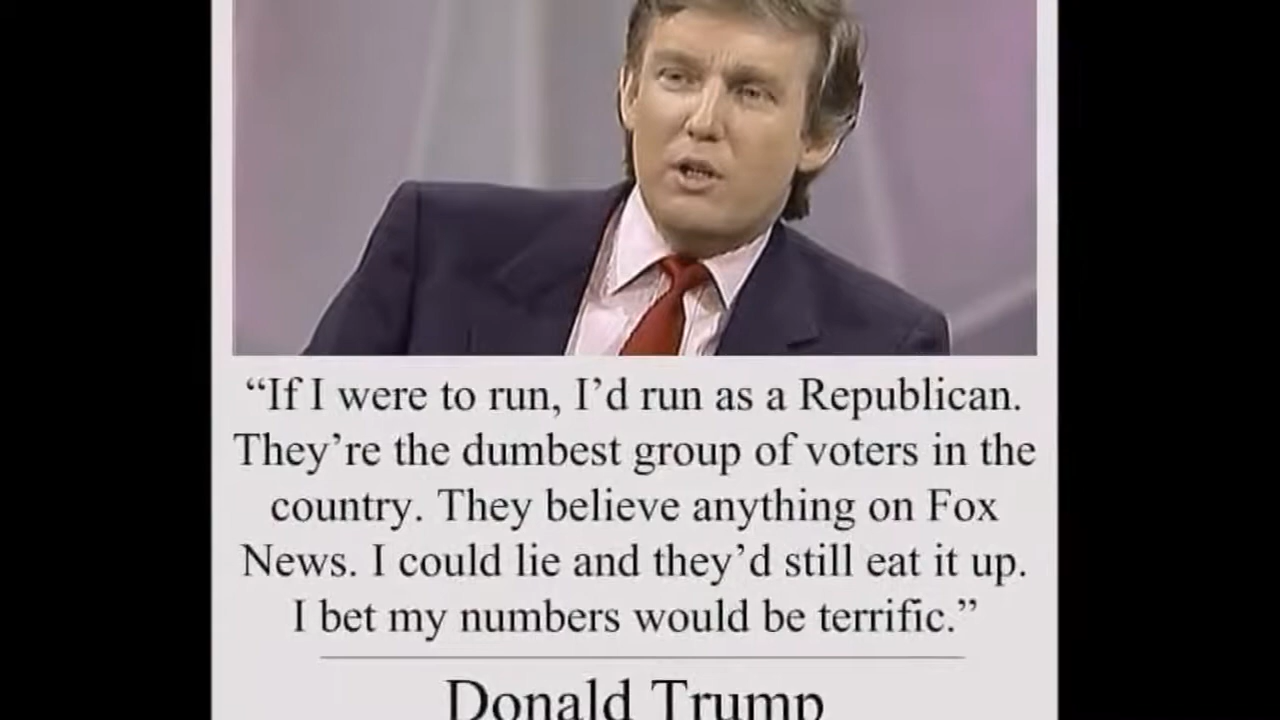 “If I were to run, I’d run as a Republican.
They’re the dumbest group of voters in the
country. They believe anything on Fox
News. I could lie and they’d still eat it up.
I bet my numbers would be terrific.”
Donald Trump